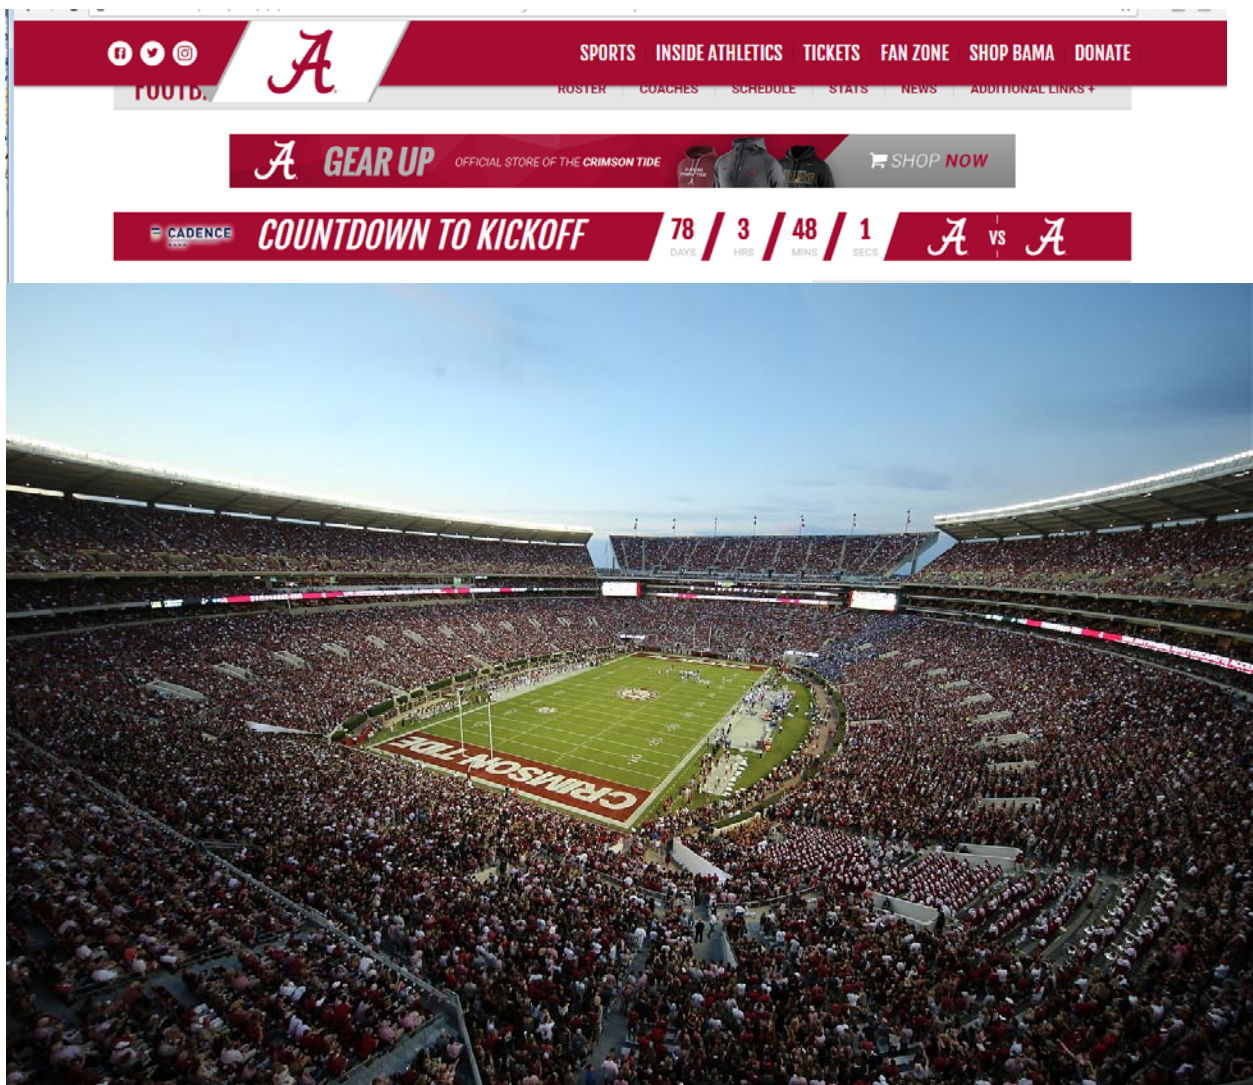 SPORTS INSIDE ATHLETICS TICKETS FAN ZONE SHOP BAMA DONATE
A
ROSTER COACHES SCHEDULE STATS NEWS ADDITIONAL LINKS +
A GEAR UP OFFICIAL STORE OF THE CRIMSON TIDE SHOP NOW
CADENCE COUNTDOWN TO KICKOFF 78 3 48 1 A VS A
BANK DAYS HRS MINS SECS
CRIMSON TIDE